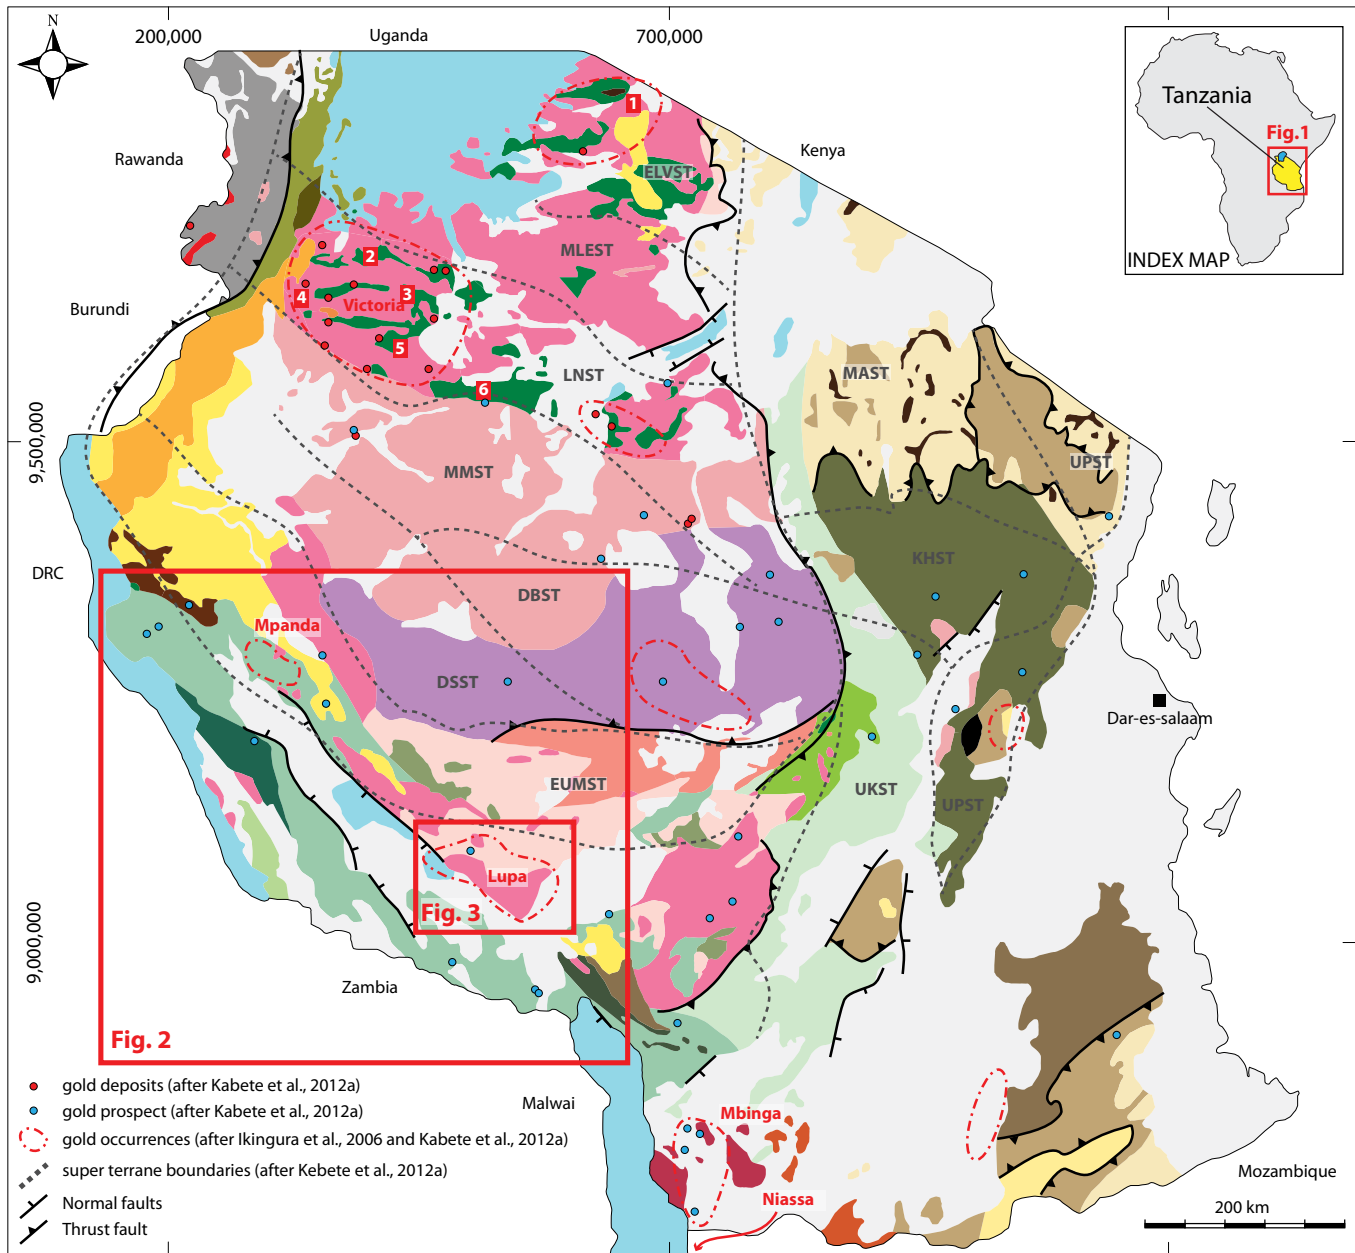 N
200,000
Uganda
700,000
Rawanda
Kenya
Tanzania
Fig.1
INDEX MAP
1
ELVST
MLEST
2
4
Victoria
3
5
Burundi
6
LNST
MAST
9,500,000
MMST
UPST
DRC
KHST
DBST
Mpanda
DSST
Dar-es-salaam
EUMST
UKST
UPST
Lupa
Fig. 3
9,000,000
Zambia
Fig. 2
gold deposits (after Kabete et al., 2012a)
gold prospect (after Kabete et al., 2012a)
gold occurrences (after Ikingura et al., 2006 and Kabete et al., 2012a)
super terrane boundaries (after Kebete et al., 2012a)
Normal faults
Thrust fault
Malwai
Mbinga
Niassa
Mozambique
200 km